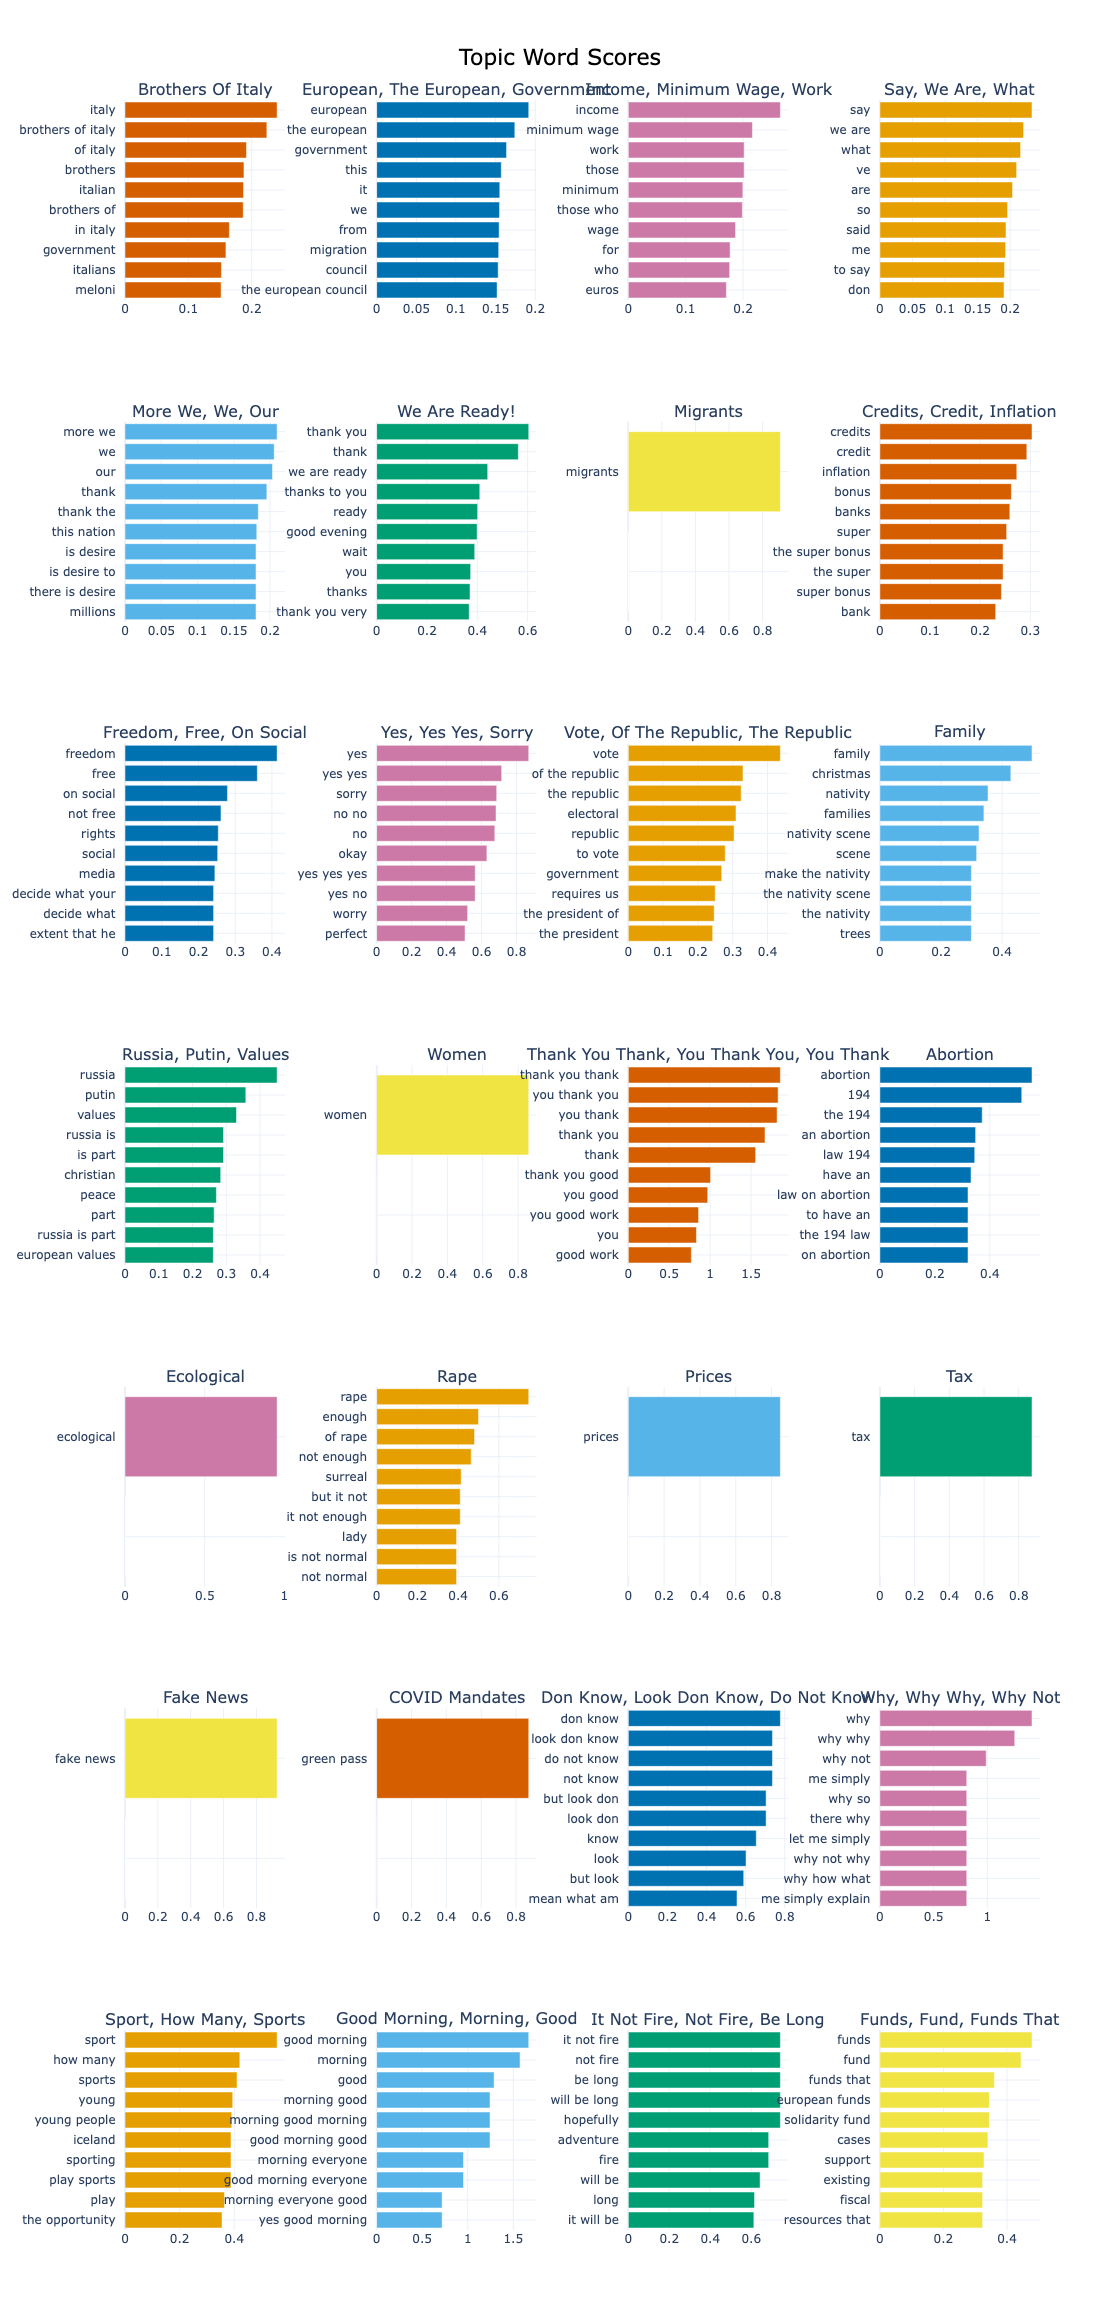 Topic Word Scores
Brothers Of Italy
italy
brothers of italy
of italy
brothers
italian
brothers of
in italy
government
italians
meloni
0 0.1 0.2
European, The European, Government
european
the european
government
this
it
we
from
migration
council
the european council
0 0.05 0.1 0.15 0.2
Income, Minimum Wage, Work
income
minimum wage
work
those
minimum
those who
wage
for
who
euros
0 0.1 0.2
Say, We Are, What
say
we are
what
ve
are
so
said
me
to say
don
0 0.05 0.1 0.15 0.2
More We, We, Our
more we
we
our
thank
thank the
this nation
is desire
is desire to
there is desire
millions
0 0.05 0.1 0.15 0.2
We Are Ready!
thank you
thank
we are ready
thanks to you
ready
good evening
wait
you
thanks
thank you very
0 0.2 0.4 0.6
Migrants
migrants
0 0.2 0.4 0.6 0.8
Credits, Credit, Inflation
credits
credit
inflation
bonus
banks
super
the super bonus
the super
super bonus
bank
0 0.1 0.2 0.3
Freedom, Free, On Social
freedom
free
on social
not free
rights
social
media
decide what your
decide what
extent that he
0 0.1 0.2 0.3 0.4
Yes, Yes Yes, Sorry
yes
yes yes
sorry
no no
no
okay
yes yes yes
yes no
worry
perfect
0 0.2 0.4 0.6 0.8
Vote, Of The Republic, The Republic
vote
of the republic
the republic
electoral
republic
to vote
government
requires us
the president of
the president
0 0.1 0.2 0.3 0.4
Family
family
christmas
nativity
families
nativity scene
scene
make the nativity
the nativity scene
the nativity
trees
0 0.2 0.4
Russia, Putin, Values
russia
putin
values
russia is
is part
christian
peace
part
russia is part
european values
0 0.1 0.2 0.3 0.4
Women
women
0 0.2 0.4 0.6 0.8
Thank You Thank, You Thank You, You Thank
thank you thank
you thank you
you thank
thank you
thank
thank you good
you good
you good work
you
good work
0 0.5 1 1.5
Abortion
abortion
194
the 194
an abortion
law 194
have an
law on abortion
to have an
the 194 law
on abortion
0 0.2 0.4
Ecological
ecological
0 0.5 1
Rape
rape
enough
of rape
not enough
surreal
but it not
it not enough
lady
is not normal
not normal
0 0.2 0.4 0.6
Prices
prices
0 0.2 0.4 0.6 0.8
Tax
tax
0 0.2 0.4 0.6 0.8
Fake News
fake news
0 0.2 0.4 0.6 0.8
COVID Mandates
green pass
0 0.2 0.4 0.6 0.8
Don Know, Look Don Know, Do Not Know
don know
look don know
do not know
not know
but look don
look don
know
look
but look
mean what am
0 0.2 0.4 0.6 0.8
Why, Why Why, Why Not
why
why why
why not
me simply
why so
there why
let me simply
why not why
why how what
me simply explain
0 0.5 1
Sport, How Many, Sports
sport
how many
sports
young
young people
iceland
sporting
play sports
play
the opportunity
0 0.2 0.4
Good Morning, Morning, Good
good morning
morning
good
morning good
morning good morning
good morning good
morning everyone
good morning everyone
morning everyone good
yes good morning
0 0.5 1 1.5
It Not Fire, Not Fire, Be Long
it not fire
not fire
be long
will be long
hopefully
adventure
fire
will be
long
it will be
0 0.2 0.4 0.6
Funds, Fund, Funds That
funds
fund
funds that
european funds
solidarity fund
cases
support
existing
fiscal
resources that
0 0.2 0.4